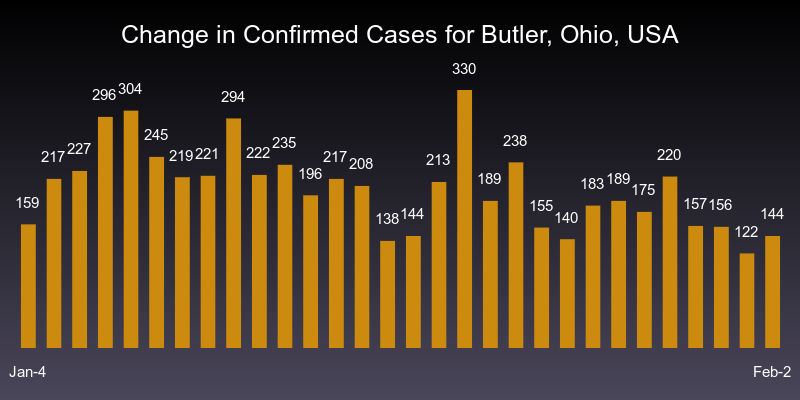 Change in Confirmed Cases for Butler, Ohio, USA
159 217 227 296 304 245 219 221 294 222 235 196 217 208 138 144 213 330 189 238 155 140 183 189 175 220 157 156 122 144
Jan-4 Feb-2